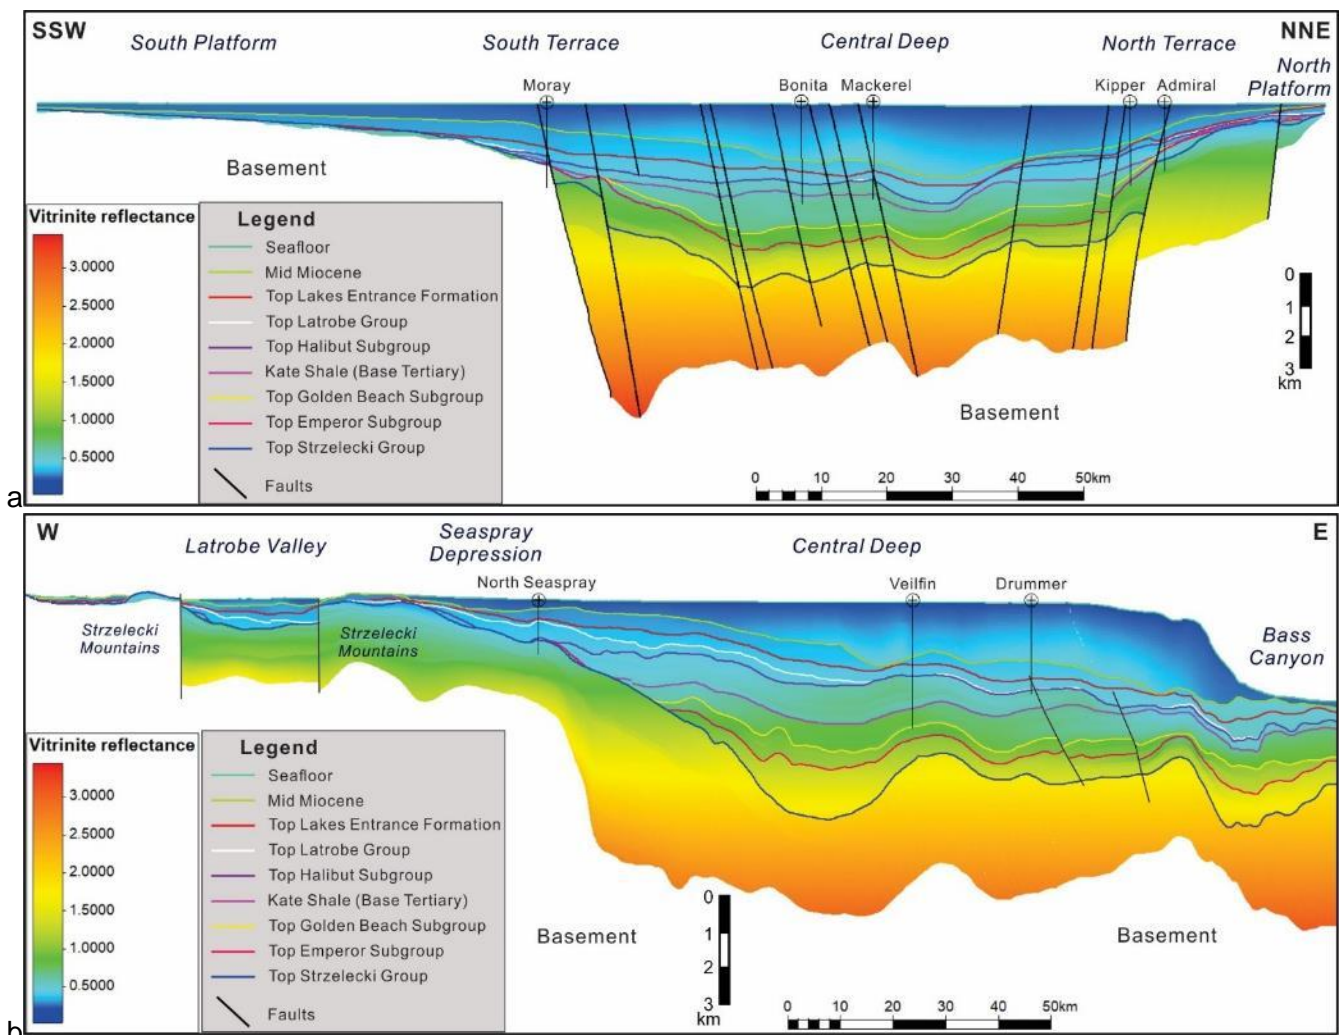 SSW
NNE
South Platform
South Terrace
Central Deep
North Terrace
North
Platform
Moray
Bonita
Mackerel
Kipper
Admiral
Basement
Vitrinite reflectance
3.0000
2.5000
2.0000
1.5000
1.0000
0.5000
Legend
Seafloor
Mid Miocene
Top Lakes Entrance Formation
Top Latrobe Group
Top Halibut Subgroup
Kate Shale (Base Tertiary)
Top Golden Beach Subgroup
Top Emperor Subgroup
Top Strzelecki Group
Faults
0
1
2
3
km
Basement
0 10 20 30 40 50km
a
W
E
Latrobe Valley
Seaspray
Depression
Central Deep
North Seaspray
Veilfin
Drummer
Strzelecki
Mountains
Strzelecki
Mountains
Bass
Canyon
Vitrinite reflectance
3.0000
2.5000
2.0000
1.5000
1.0000
0.5000
Legend
Seafloor
Mid Miocene
Top Lakes Entrance Formation
Top Latrobe Group
Top Halibut Subgroup
Kate Shale (Base Tertiary)
Top Golden Beach Subgroup
Top Emperor Subgroup
Top Strzelecki Group
Faults
Basement
0
1
2
3
km
Basement
0 10 20 30 40 50km
b